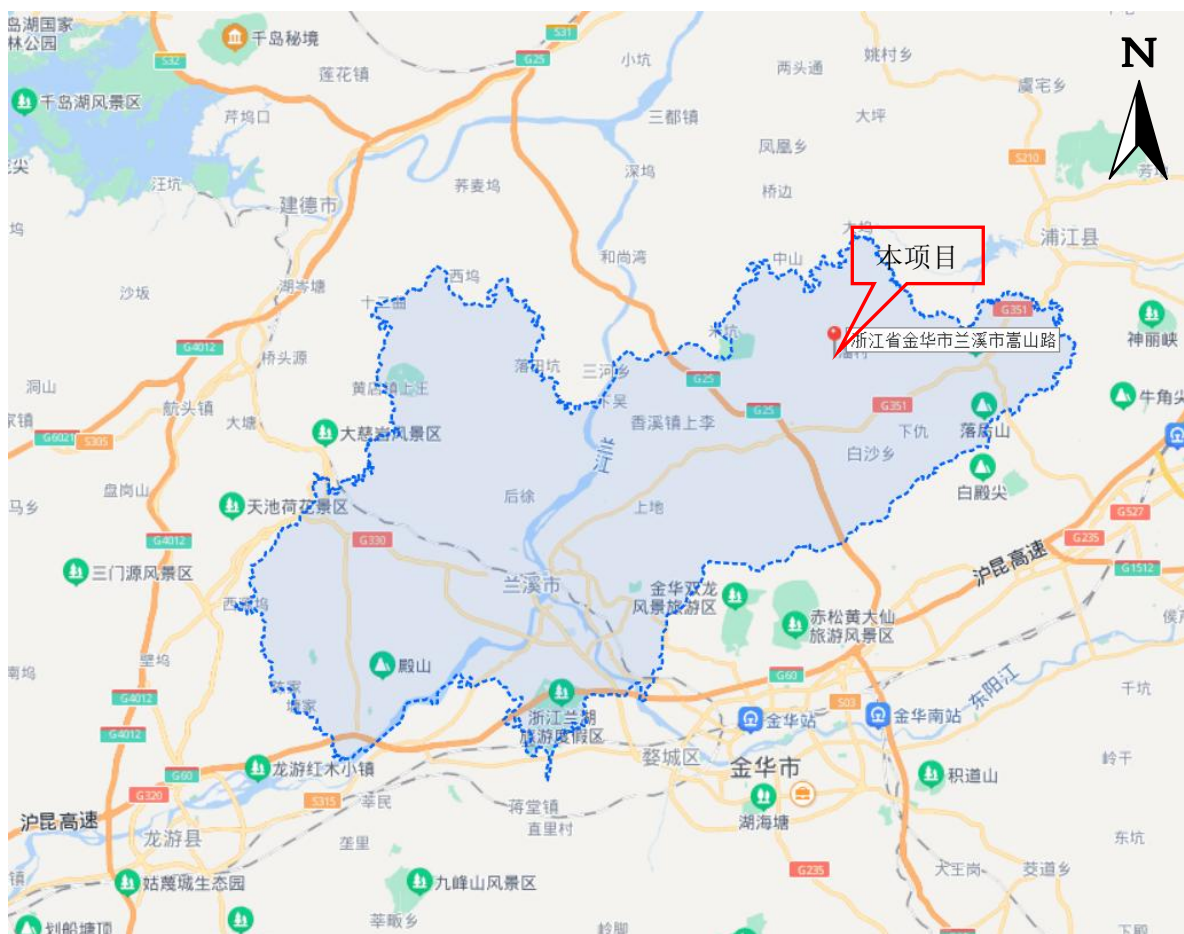 岛湖国家
林公园
千岛秘境
S31
G25
S32
莲花镇
小坑
两头通
姚村乡
N
虞宅乡
千岛湖风景区
芹坞口
三都镇
大坪
凤凰乡
S210
汪坑
荞麦坞
深坞
桥边
建德市
坞
大坞
浦江县
和尚湾
中山
本项目
西坞
沙坂
湖岑塘
十二曲
G351
浙江省金华市兰溪市嵩山路
神丽峡
G4012
桥头源
落田坑
三河乡
G25
洞山
黄店镇上王
下吴
G25
G351
牛角尖
家镇
航头镇
大塘
香溪镇上李
下仇
G6021
S305
大慈岩风景区
兰江
白沙乡
盘岗山
后徐
白殿尖
马乡
天池荷花景区
上地
G527
G330
G235
G4012
沪昆高速
G1512
三门源风景区
兰溪市
金华双龙
风景旅游区
赤松黄大仙
旅游风景区
南坞
壁坞
殿山
G60
东阳江
千坑
G4012
S03
浙江兰湖
旅游度假区
金华站
金华南站
G4012
婺城区
金华市
岭干
G60
龙游红木小镇
积道山
G320
S315
莘民
蒋堂镇
沪昆高速
直里村
湖海塘
龙游县
垄里
东坑
G235
大王岗
茭道乡
镇
姑蔑城生态园
九峰山风景区
莘畈乡
划船塘顶
岭脚
下殿